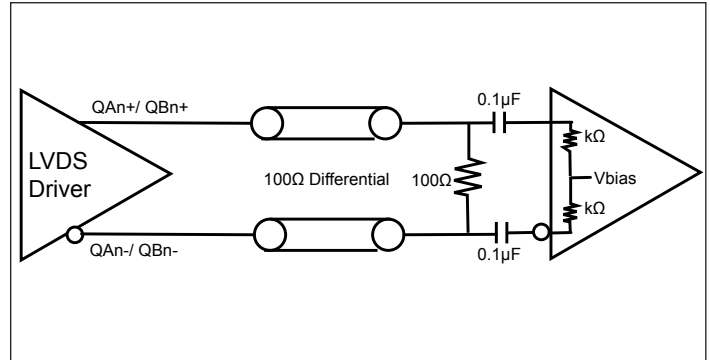 QAn+/ QBn+
0.1µF
LVDS
Driver
kΩ
100Ω Differential
100Ω
Vbias
kΩ
QAn-/ QBn-
0.1µF